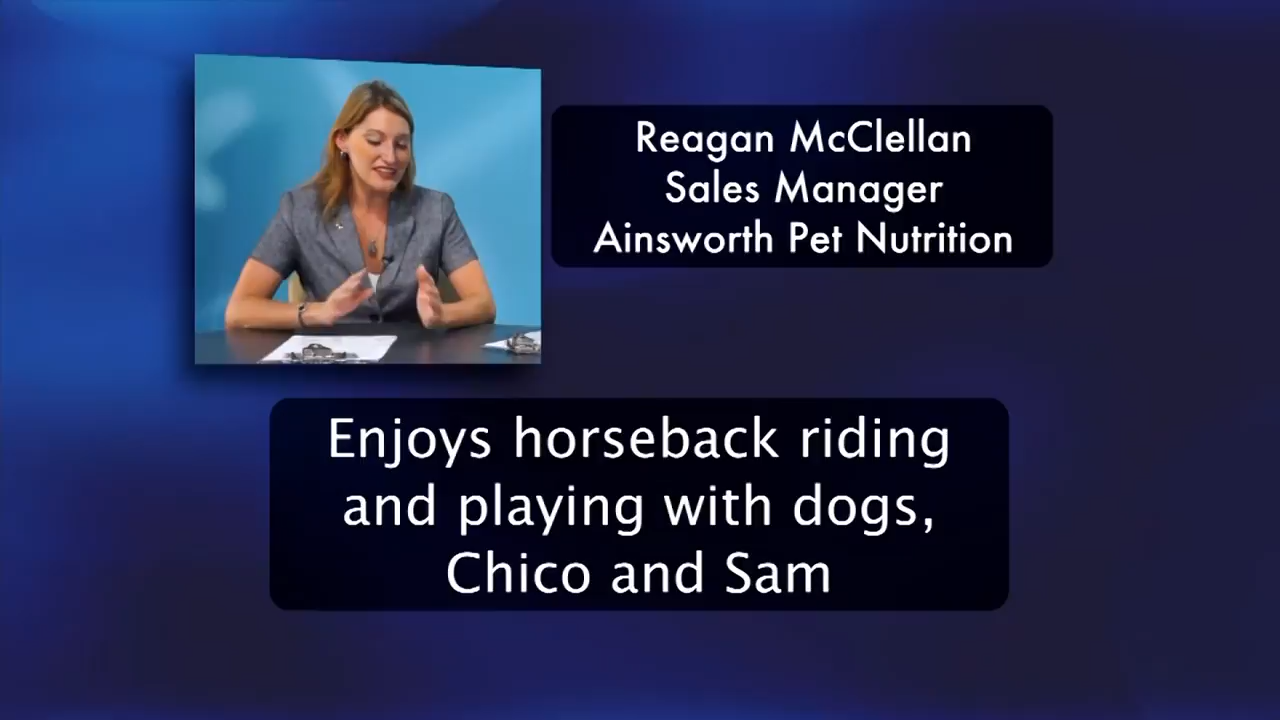 Reagan McClellan
Sales Manager
Ainsworth Pet Nutrition
Enjoys horseback riding
and playing with dogs,
Chico and Sam